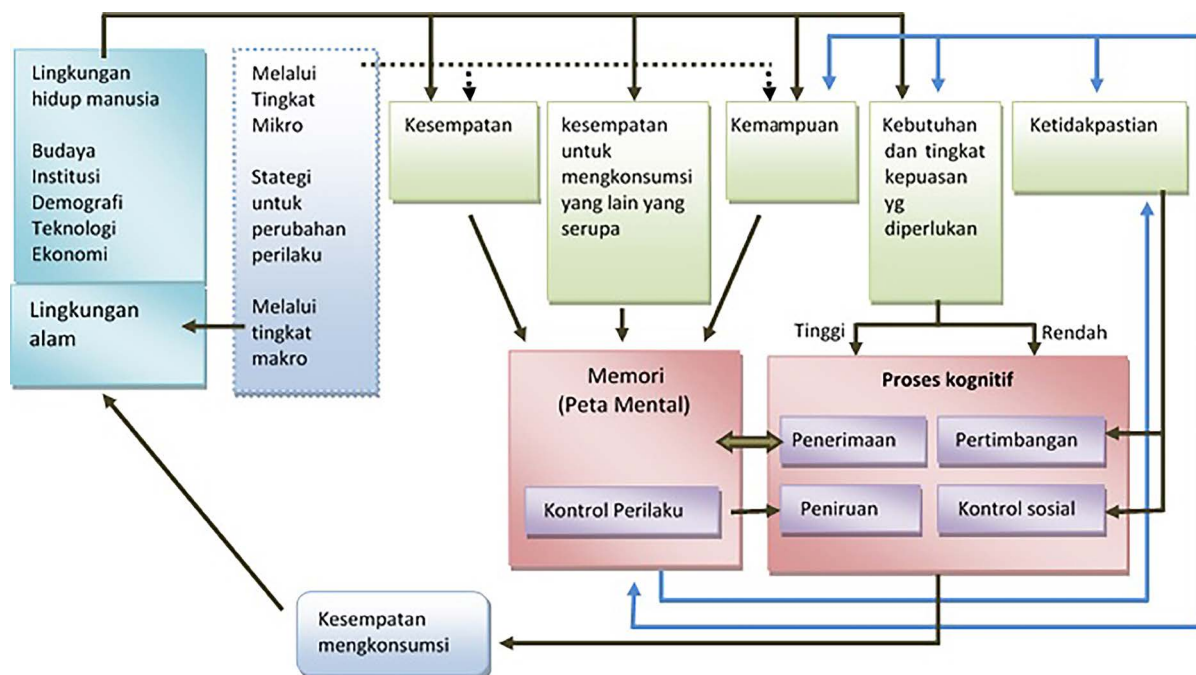 Lingkungan
hidup manusia
Budaya
Institusi
Demografi
Teknologi
Ekonomi
Lingkungan
alam
Melalui
Tingkat
Mikro
Stategi
untuk
perubahan
perilaku
Melalui
tingkat
makro
Kesempatan
kesempatan
untuk
mengkonsumsi
yang lain yang
serupa
Kemampuan
Kebutuhan
dan tingkat
kepuasan
yg
diperlukan
Ketidakpastian
Tinggi
Rendah
Memori
(Peta Mental)
Kontrol Perilaku
Proses kognitif
Penerimaan
Pertimbangan
Peniruan
Kontrol sosial
Kesempatan
mengkonsumsi